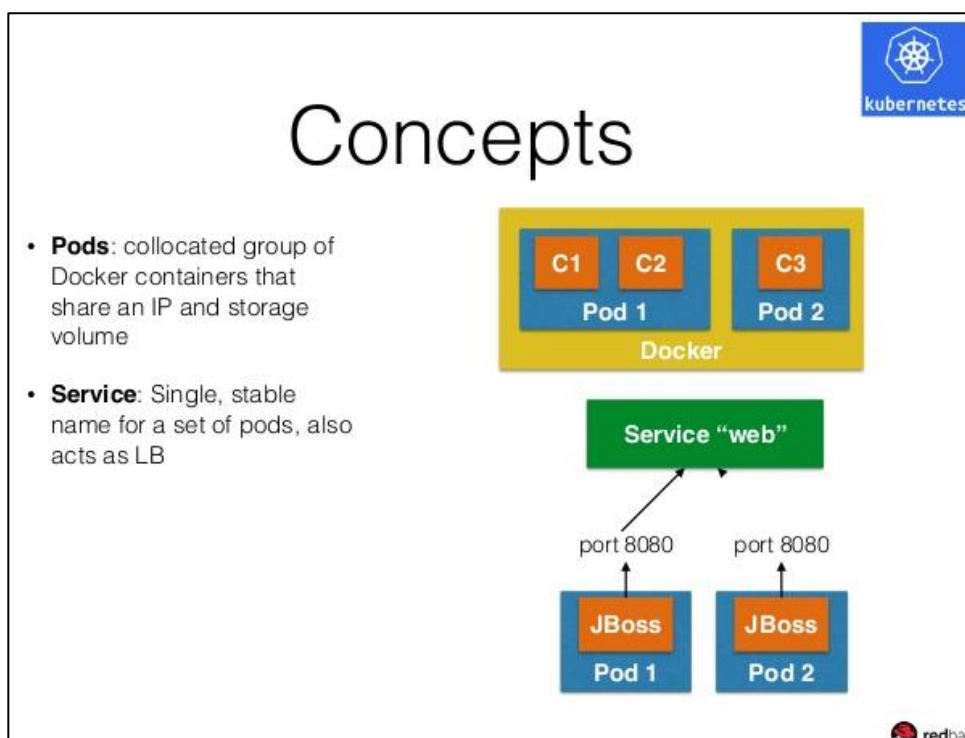 kubernetes
Concepts
• Pods: collocated group of
Docker containers that
share an IP and storage
volume
• Service: Single, stable
name for a set of pods, also
acts as LB
C1 C2 C3
Pod 1 Pod 2
Docker
Service “web”
port 8080 port 8080
JBoss JBoss
Pod 1 Pod 2
redha